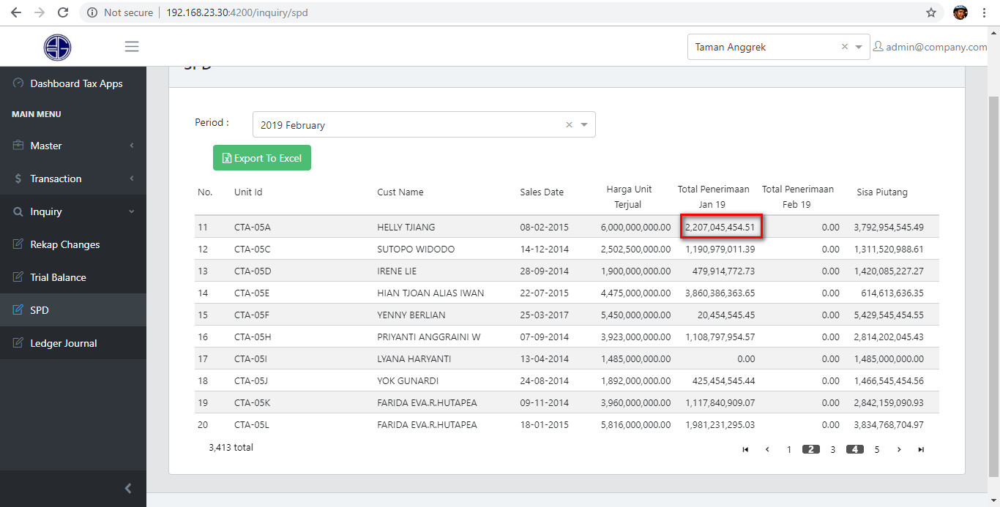 Not secure | 192.168.23.30:4200/inquiry/spd
Taman Anggrek
admin@company.com
Dashboard Tax Apps
MAIN MENU
Master
Transaction
Inquiry
Rekap Changes
Trial Balance
SPD
Ledger Journal
SPD
Period :
2019 February
Export To Excel
No. Unit Id Cust Name Sales Date Harga Unit Terjual Total Penerimaan Jan 19 Total Penerimaan Feb 19 Sisa Piutang
11 CTA-05A HELLY TJIANG 08-02-2015 6,000,000,000.00 2,207,045,454.51 0.00 3,792,954,545.49
12 CTA-05C SUTOPO WIDODO 14-12-2014 2,502,500,000.00 1,190,979,011.39 0.00 1,311,520,988.61
13 CTA-05D IRENE LIE 28-09-2014 1,900,000,000.00 479,914,772.73 0.00 1,420,085,227.27
14 CTA-05E HIAN TJOAN ALIAS IWAN 22-07-2015 4,475,000,000.00 3,860,386,363.65 0.00 614,613,636.35
15 CTA-05F YENNY BERLIAN 25-03-2017 5,450,000,000.00 20,454,545.45 0.00 5,429,545,454.55
16 CTA-05H PRIYANTI ANGGRAINI W 07-09-2014 3,923,000,000.00 1,108,797,954.57 0.00 2,814,202,045.43
17 CTA-05I LYANA HARYANTI 13-04-2014 1,485,000,000.00 0.00 0.00 1,485,000,000.00
18 CTA-05J YOK GUNARDI 24-08-2014 1,892,000,000.00 425,454,545.44 0.00 1,466,545,454.56
19 CTA-05K FARIDA EVA.R.HUTAPEA 09-11-2014 3,960,000,000.00 1,117,840,909.07 0.00 2,842,159,090.93
20 CTA-05L FARIDA EVA.R.HUTAPEA 18-01-2015 5,816,000,000.00 1,981,231,295.03 0.00 3,834,768,704.97
3,413 total
1 2 3 4 5